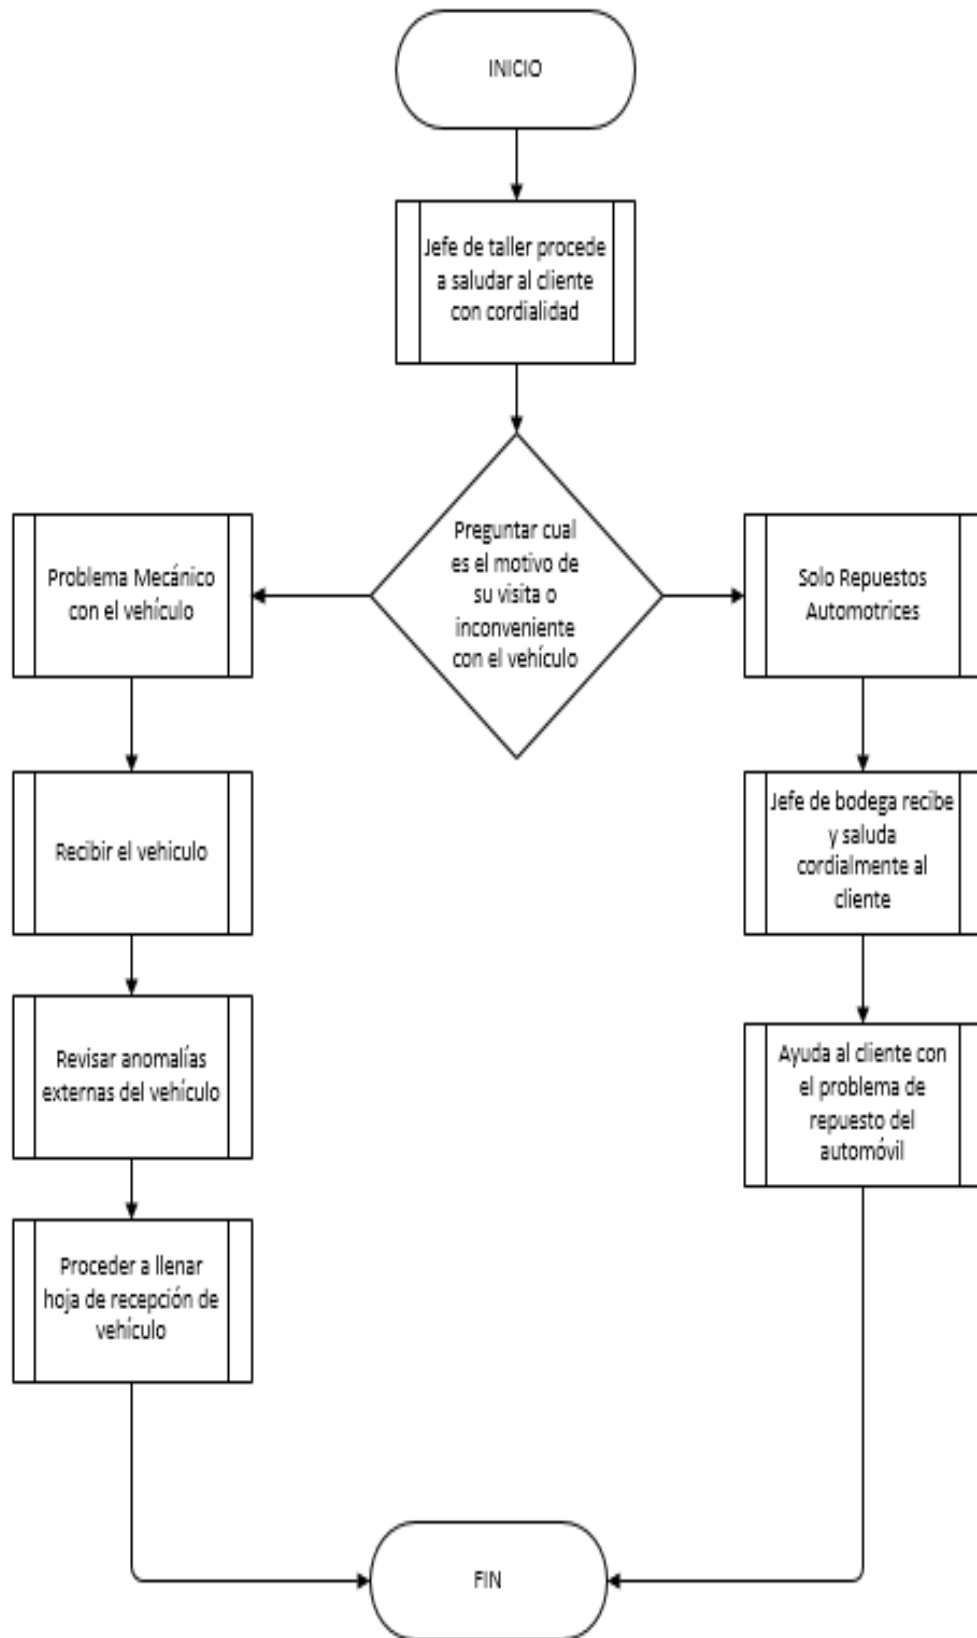 INICIO
Jefe de taller procede
a saludar al cliente
con cordialidad
Preguntar cual
es el motivo de
su visita o
inconveniente
con el vehículo
Problema Mecánico
con el vehículo
Recibir el vehiculo
Revisar anomalías
externas del vehículo
Proceder a llenar
hoja de recepción de
vehículo
Solo Repuestos
Automotrices
Jefe de bodega recibe
y saluda
cordialmente al
cliente
Ayuda al cliente con
el problema de
repuesto del
automóvil
FIN